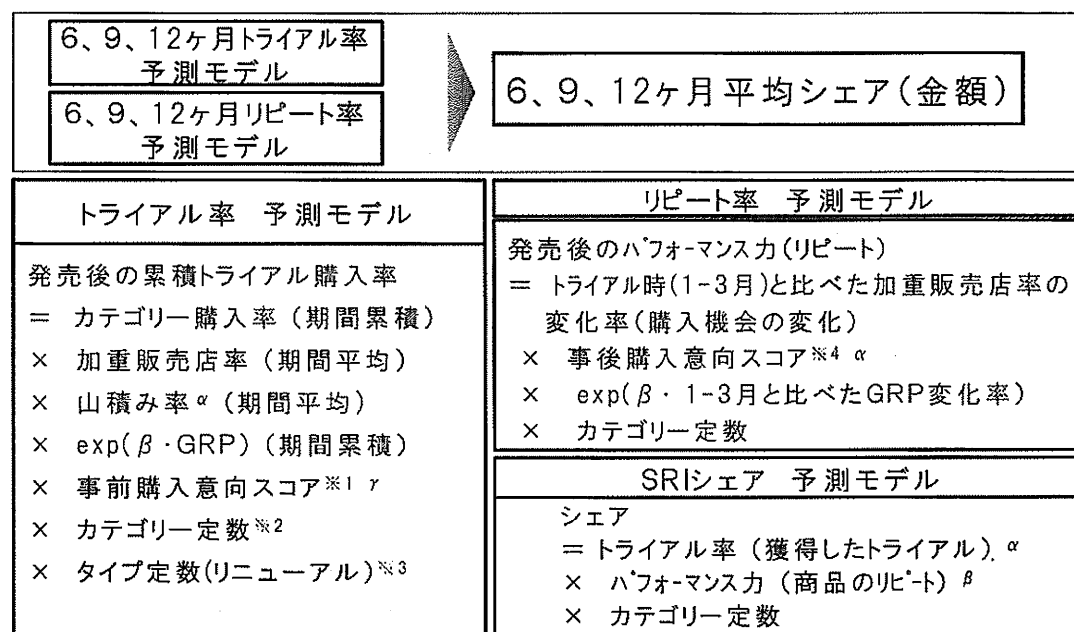 6、9、12ヶ月トライアル率
予測モデル
6、9、12ヶ月リピート率
予測モデル
6、9、12ヶ月平均シェア(金額)
トライアル率 予測モデル
発売後の累積トライアル購入率
= カテゴリー購入率 (期間累積)
× 加重販売店率 (期間平均)
× 山積み率α (期間平均)
× exp(β・GRP) (期間累積)
× 事前購入意向スコア※1 γ
× カテゴリー定数※2
× タイプ定数(リニューアル)※3
リピート率 予測モデル
発売後のパフォーマンス力(リピート)
= トライアル時(1-3月)と比べた加重販売店率の
変化率(購入機会の変化)
× 事後購入意向スコア※4 α
× exp(β・1-3月と比べたGRP変化率)
× カテゴリー定数
SRIシェア 予測モデル
シェア
= トライアル率 (獲得したトライアル) α
× パフォーマンス力 (商品のリピート) β
× カテゴリー定数